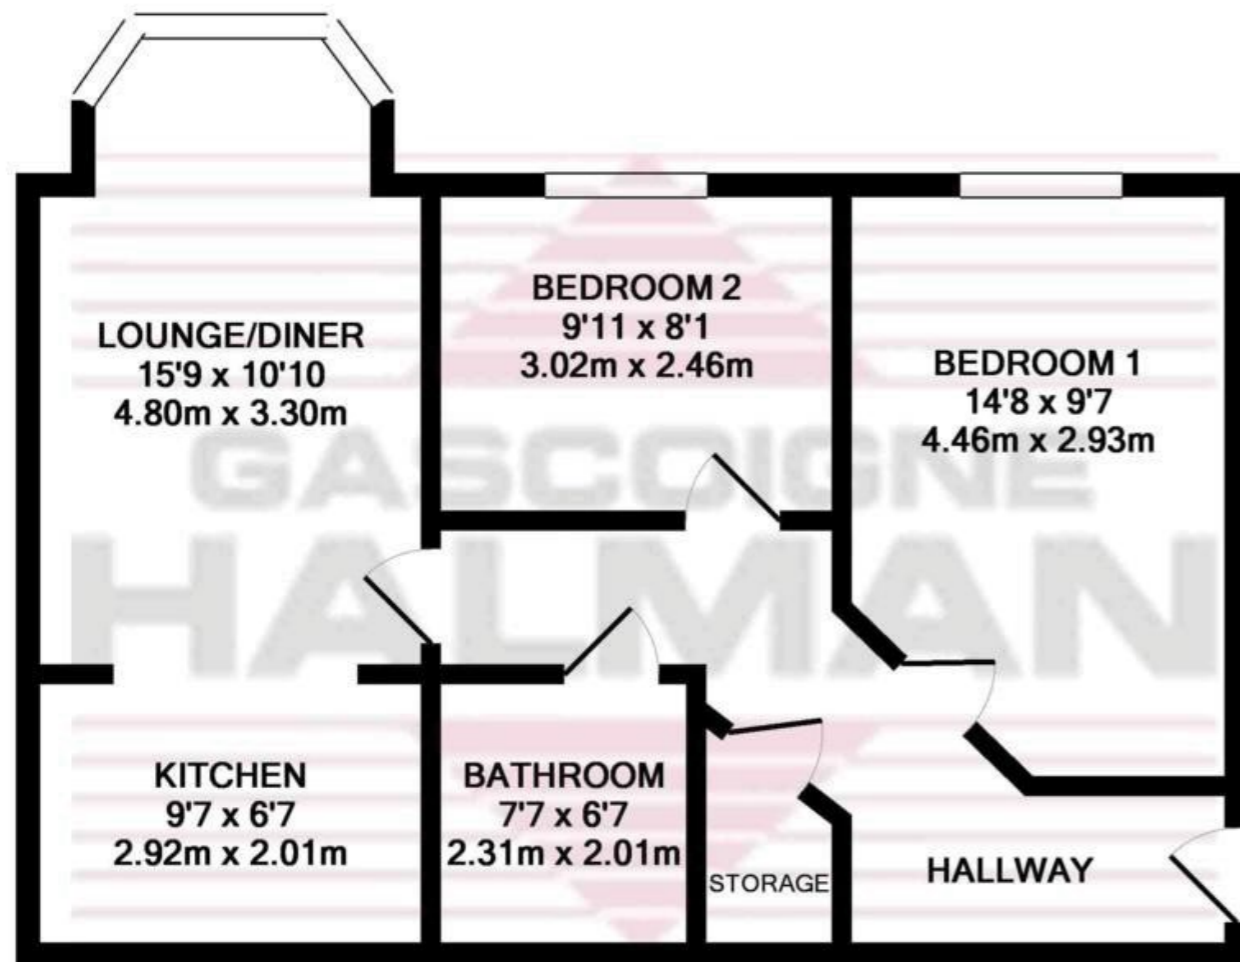 BEDROOM 2
9'11 x 8'1
3.02m x 2.46m
LOUNGE/DINER
15'9 x 10'10
4.80m x 3.30m
BEDROOM 1
14'8 x 9'7
4.46m x 2.93m
GASCOIGNE
HALMAN
KITCHEN
9'7 x 6'7
2.92m x 2.01m
BATHROOM
7'7 x 6'7
2.31m x 2.01m
STORAGE
HALLWAY